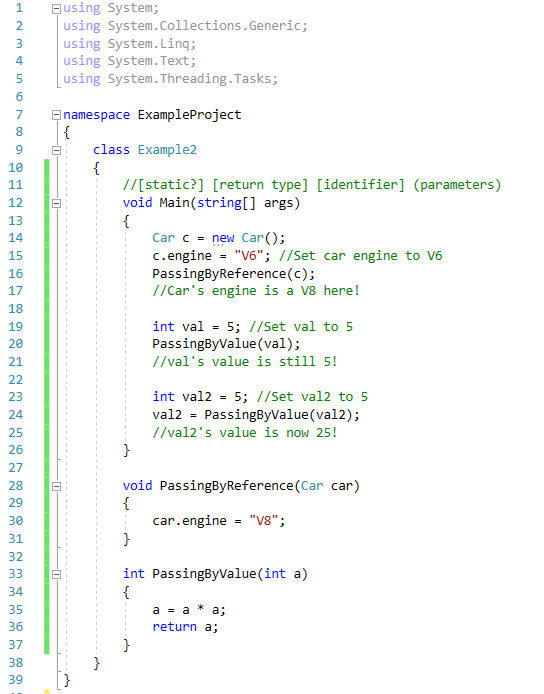 1 using System;
2 using System.Collections.Generic;
3 using System.Linq;
4 using System.Text;
5 using System.Threading.Tasks;
6
7 namespace ExampleProject
8 {
9     class Example2
10     {
11         //[static?] [return type] [identifier] (parameters)
12         void Main(string[] args)
13         {
14             Car c = new Car();
15             c.engine = "V6"; //Set car engine to V6
16             PassingByReference(c);
17             //Car's engine is a V8 here!
18
19             int val = 5; //Set val to 5
20             PassingByValue(val);
21             //val's value is still 5!
22
23             int val2 = 5; //Set val2 to 5
24             val2 = PassingByValue(val2);
25             //val2's value is now 25!
26         }
27
28         void PassingByReference(Car car)
29         {
30             car.engine = "V8";
31         }
32
33         int PassingByValue(int a)
34         {
35             a = a * a;
36             return a;
37         }
38     }
39 }